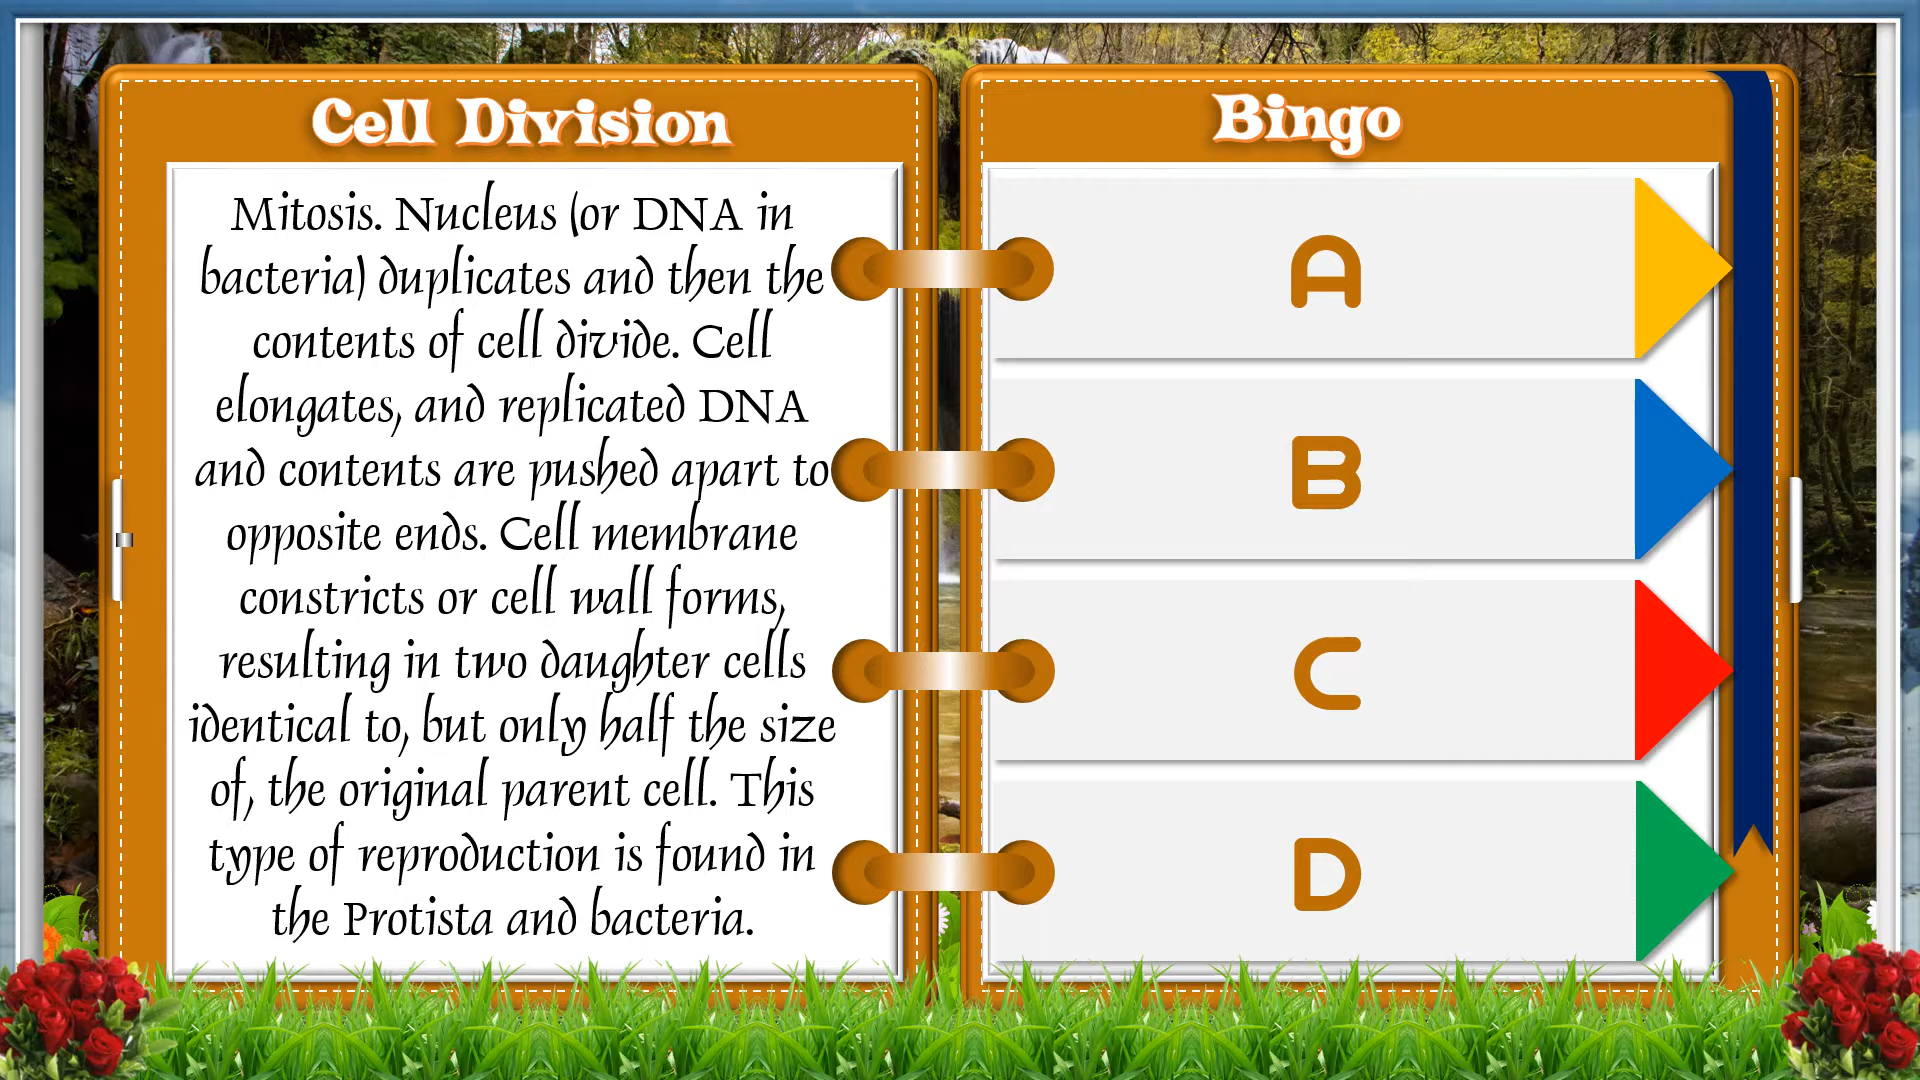 Cell Division
Mitosis. Nucleus (or DNA in
bacteria) duplicates and then the
contents of cell divide. Cell
elongates, and replicated DNA
and contents are pushed apart to
opposite ends. Cell membrane
constricts or cell wall forms,
resulting in two daughter cells
identical to, but only half the size
of, the original parent cell. This
type of reproduction is found in
the Protista and bacteria.
Bingo
A
B
C
D